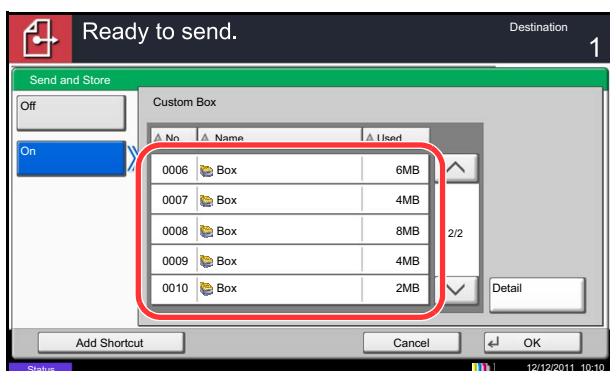 Ready to send.
Destination
1
Send and Store
Off
On
Custom Box
No. Name Used
0006 Box 6MB
0007 Box 4MB
0008 Box 8MB
0009 Box 4MB
0010 Box 2MB
2/2
Detail
Add Shortcut Cancel OK
Status 12/12/2011 10:10